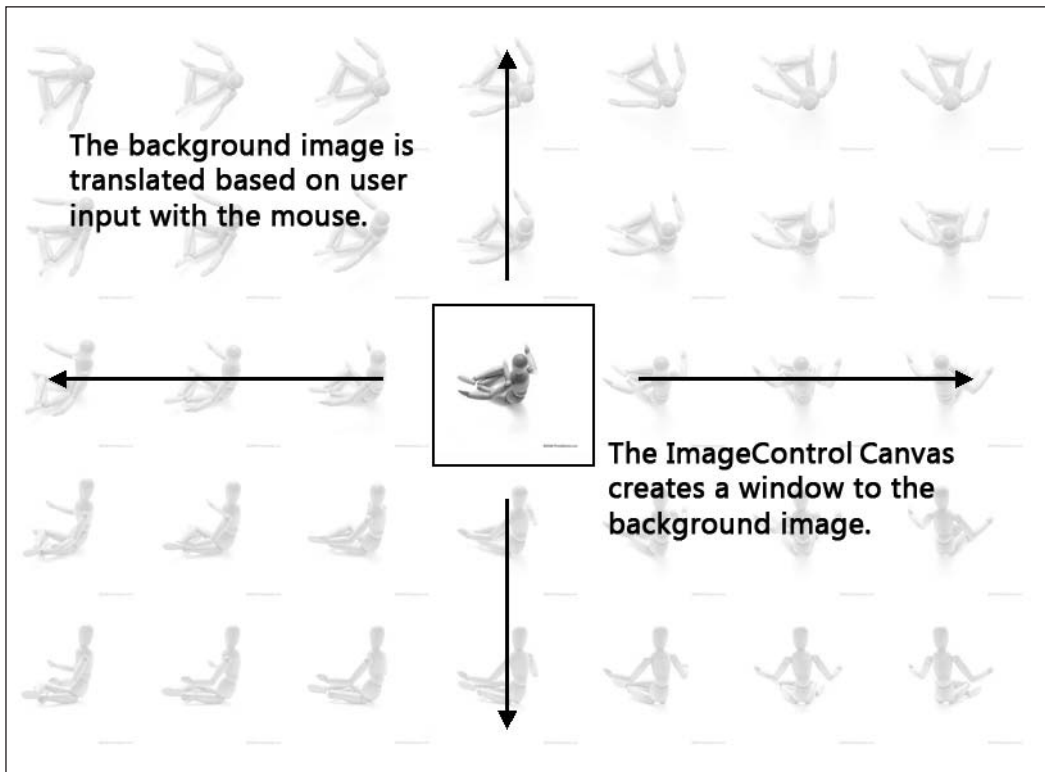 The background image is
translated based on user
input with the mouse.
The ImageControl Canvas
creates a window to the
background image.